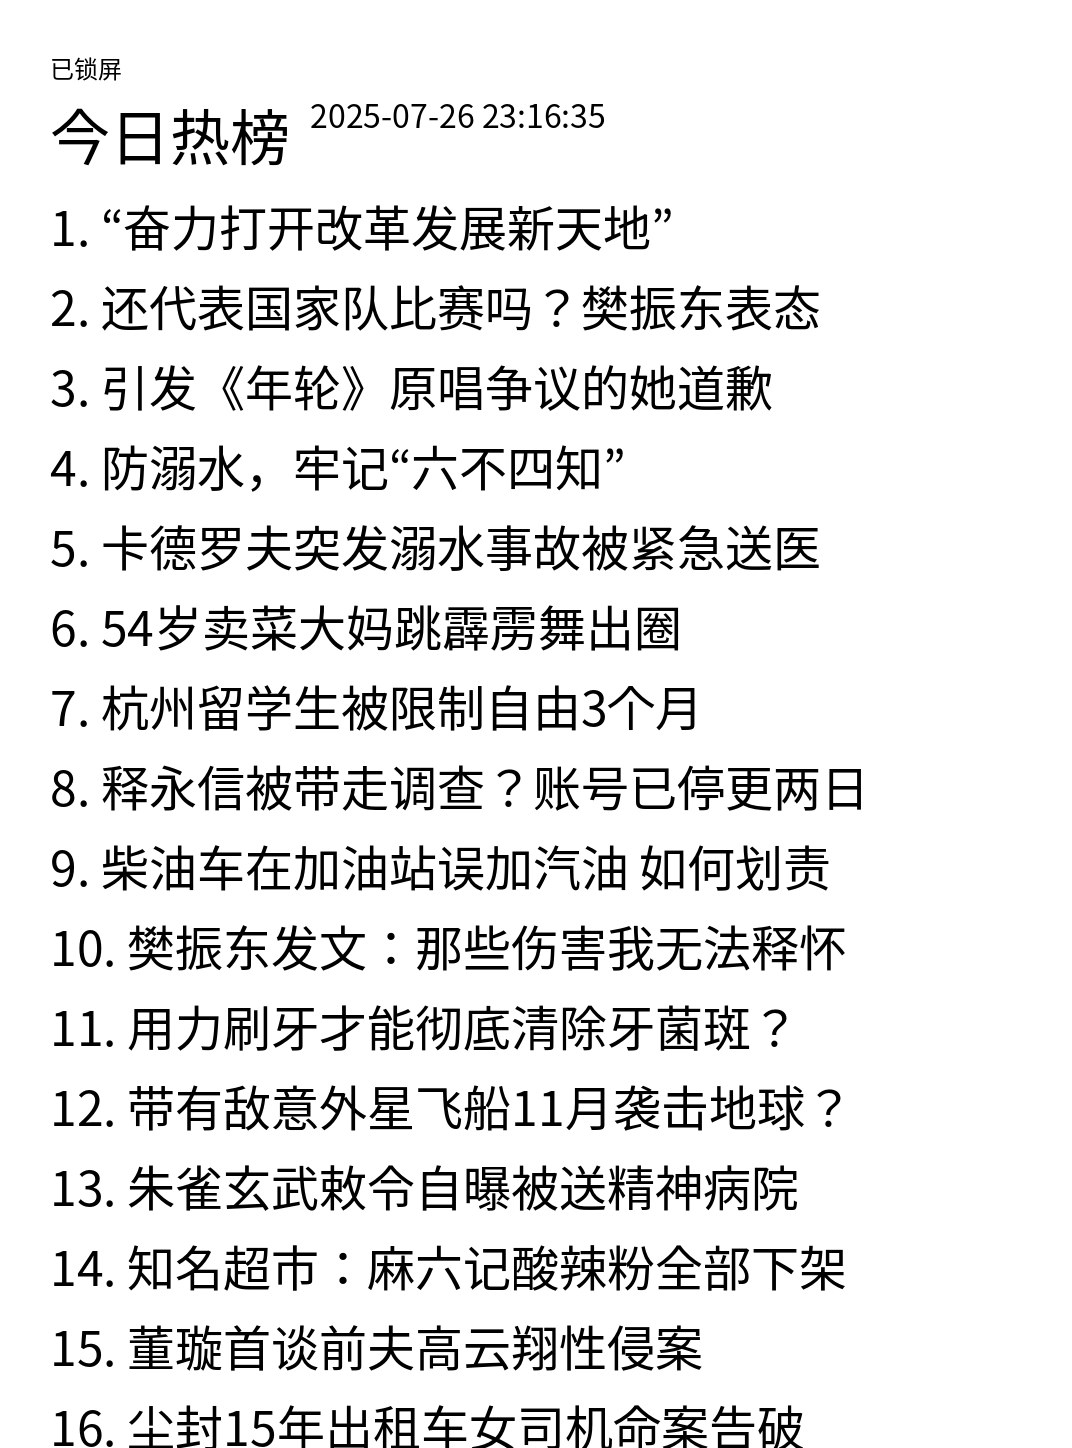 已锁屏
今日热榜 2025-07-26 23:16:35
1. “奋力打开改革发展新天地”
2. 还代表国家队比赛吗？樊振东表态
3. 引发《年轮》原唱争议的她道歉
4. 防溺水，牢记“六不四知”
5. 卡德罗夫突发溺水事故被紧急送医
6. 54岁卖菜大妈跳霹雳舞出圈
7. 杭州留学生被限制自由3个月
8. 释永信被带走调查？账号已停更两日
9. 柴油车在加油站误加汽油 如何划责
10. 樊振东发文：那些伤害我无法释怀
11. 用力刷牙才能彻底清除牙菌斑？
12. 带有敌意外星飞船11月袭击地球？
13. 朱雀玄武敕令自曝被送精神病院
14. 知名超市：麻六记酸辣粉全部下架
15. 董璇首谈前夫高云翔性侵案
16. 尘封15年出租车女司机命案告破